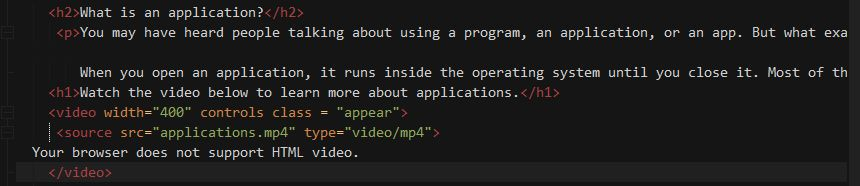 <h2>What is an application?</h2>
<p>You may have heard people talking about using a program, an application, or an app. But what exa
When you open an application, it runs inside the operating system until you close it. Most of th
<h1>Watch the video below to learn more about applications.</h1>
<video width="400" controls class = "appear">
<source src="applications.mp4" type="video/mp4">
Your browser does not support HTML video.
</video>